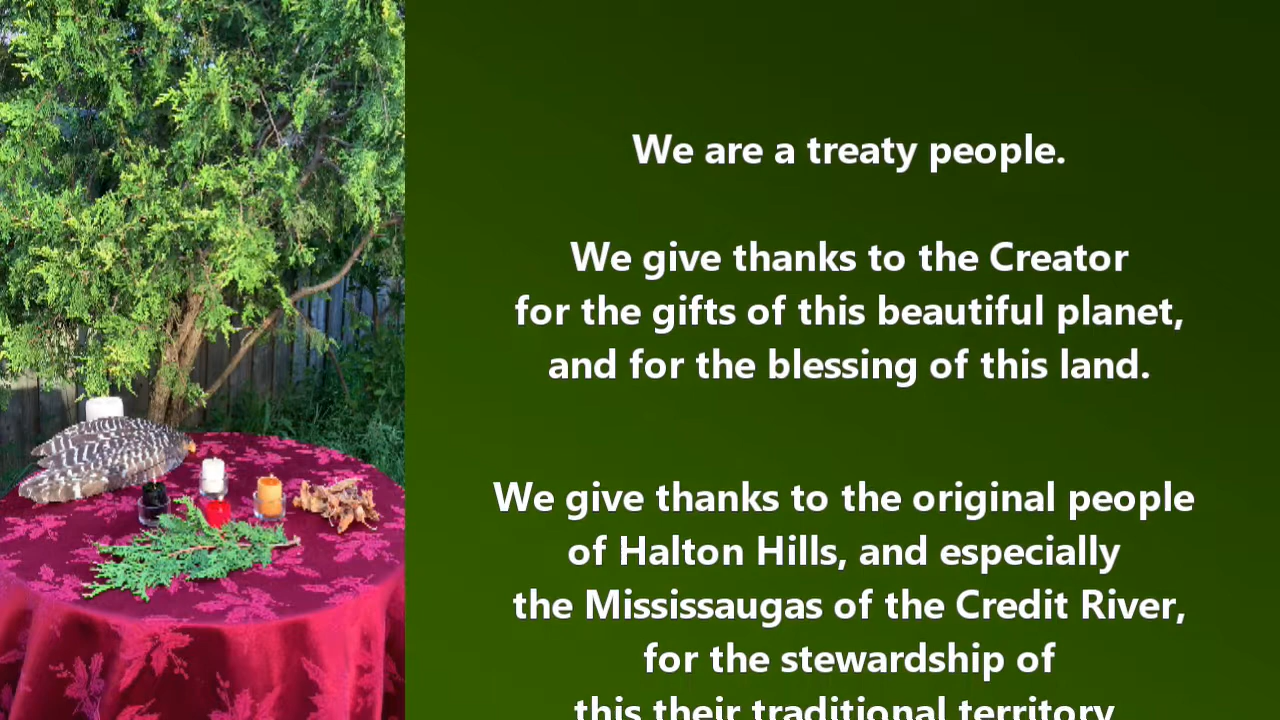 We are a treaty people.
We give thanks to the Creator
for the gifts of this beautiful planet,
and for the blessing of this land.
We give thanks to the original people
of Halton Hills, and especially
the Mississaugas of the Credit River,
for the stewardship of
this their traditional territory